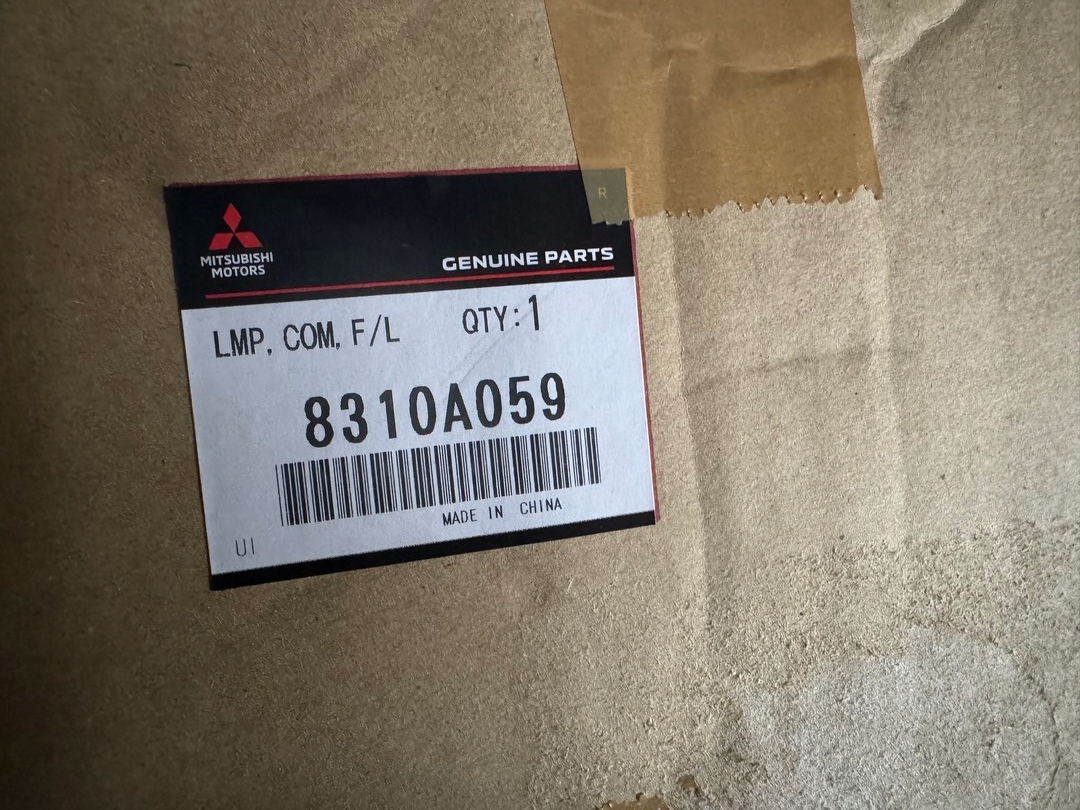 R
MITSUBISHI
MOTORS
GENUINE PARTS
LMP, COM, F/L QTY:1
8310A059
MADE IN CHINA
UI